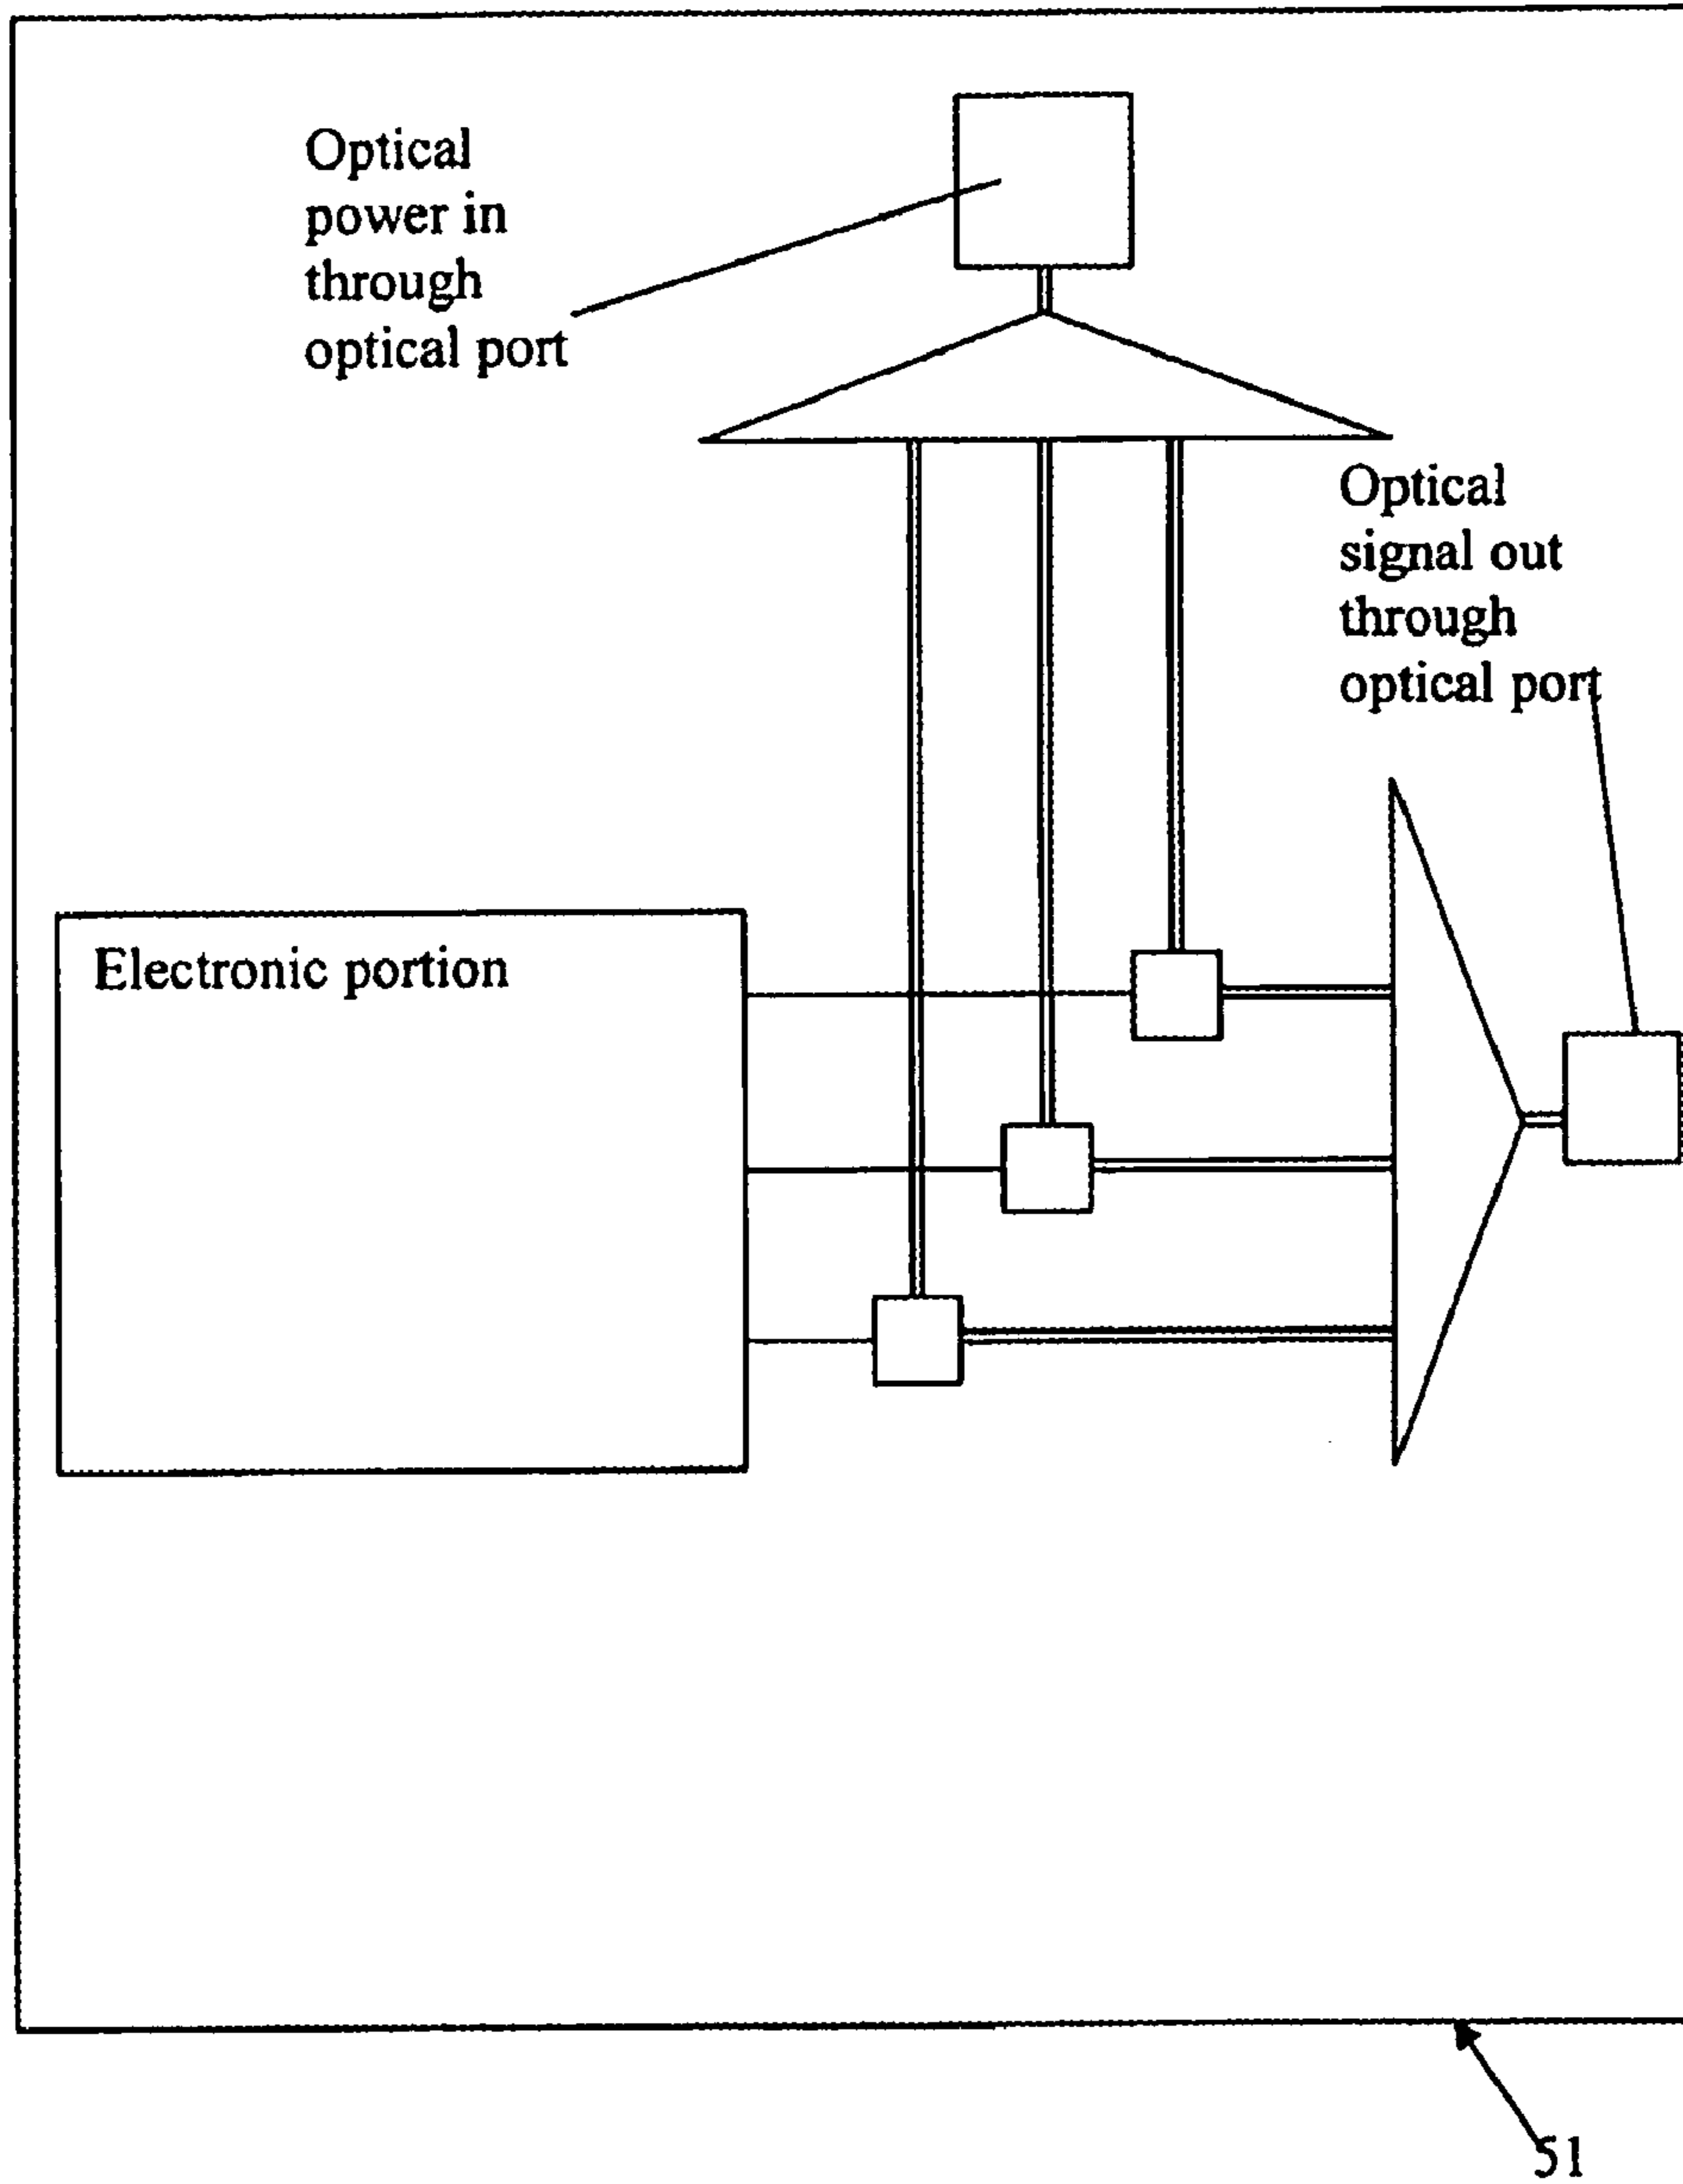 Optical
power in
through
optical port
Optical
signal out
through
optical port
Electronic portion
51